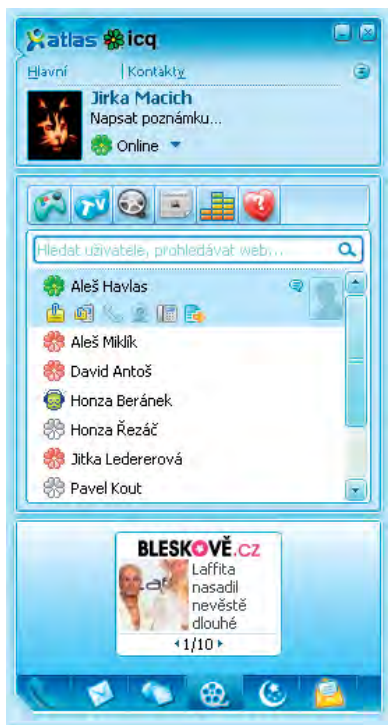 atlas icq
Hlavní | Kontakty
Jirka Macich
Napsat poznámku...
Online
TV
Hledat uživatele, prohledávat web...
Aleš Havlas
Aleš Miklík
David Antoš
Honza Beránek
Honza Řezáč
Jitka Ledererová
Pavel Kout
BLESKOVĚ.CZ
Laffita
nasadil
nevěstě
dlouhé
1/10